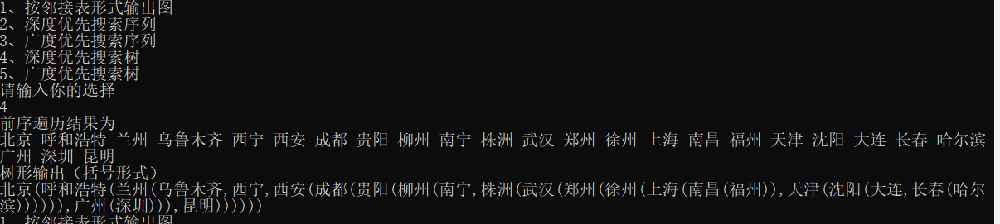 1、按邻接表形式输出图
2、深度优先搜索序列
3、广度优先搜索序列
4、深度优先搜索树
5、广度优先搜索树
请输入你的选择
4
前序遍历结果为
北京 呼和浩特 兰州 乌鲁木齐 西宁 西安 成都 贵阳 柳州 南宁 株洲 武汉 郑州 徐州 上海 南昌 福州 天津 沈阳 大连 长春 哈尔滨
广州 深圳 昆明
树形输出（括号形式）
北京(呼和浩特(兰州(乌鲁木齐,西宁,西安(成都(贵阳(柳州(南宁,株洲(武汉(郑州(徐州(上海(南昌(福州)),天津(沈阳(大连,长春(哈尔
滨)))))),广州(深圳))),昆明))))))
1、按邻接表形式输出图